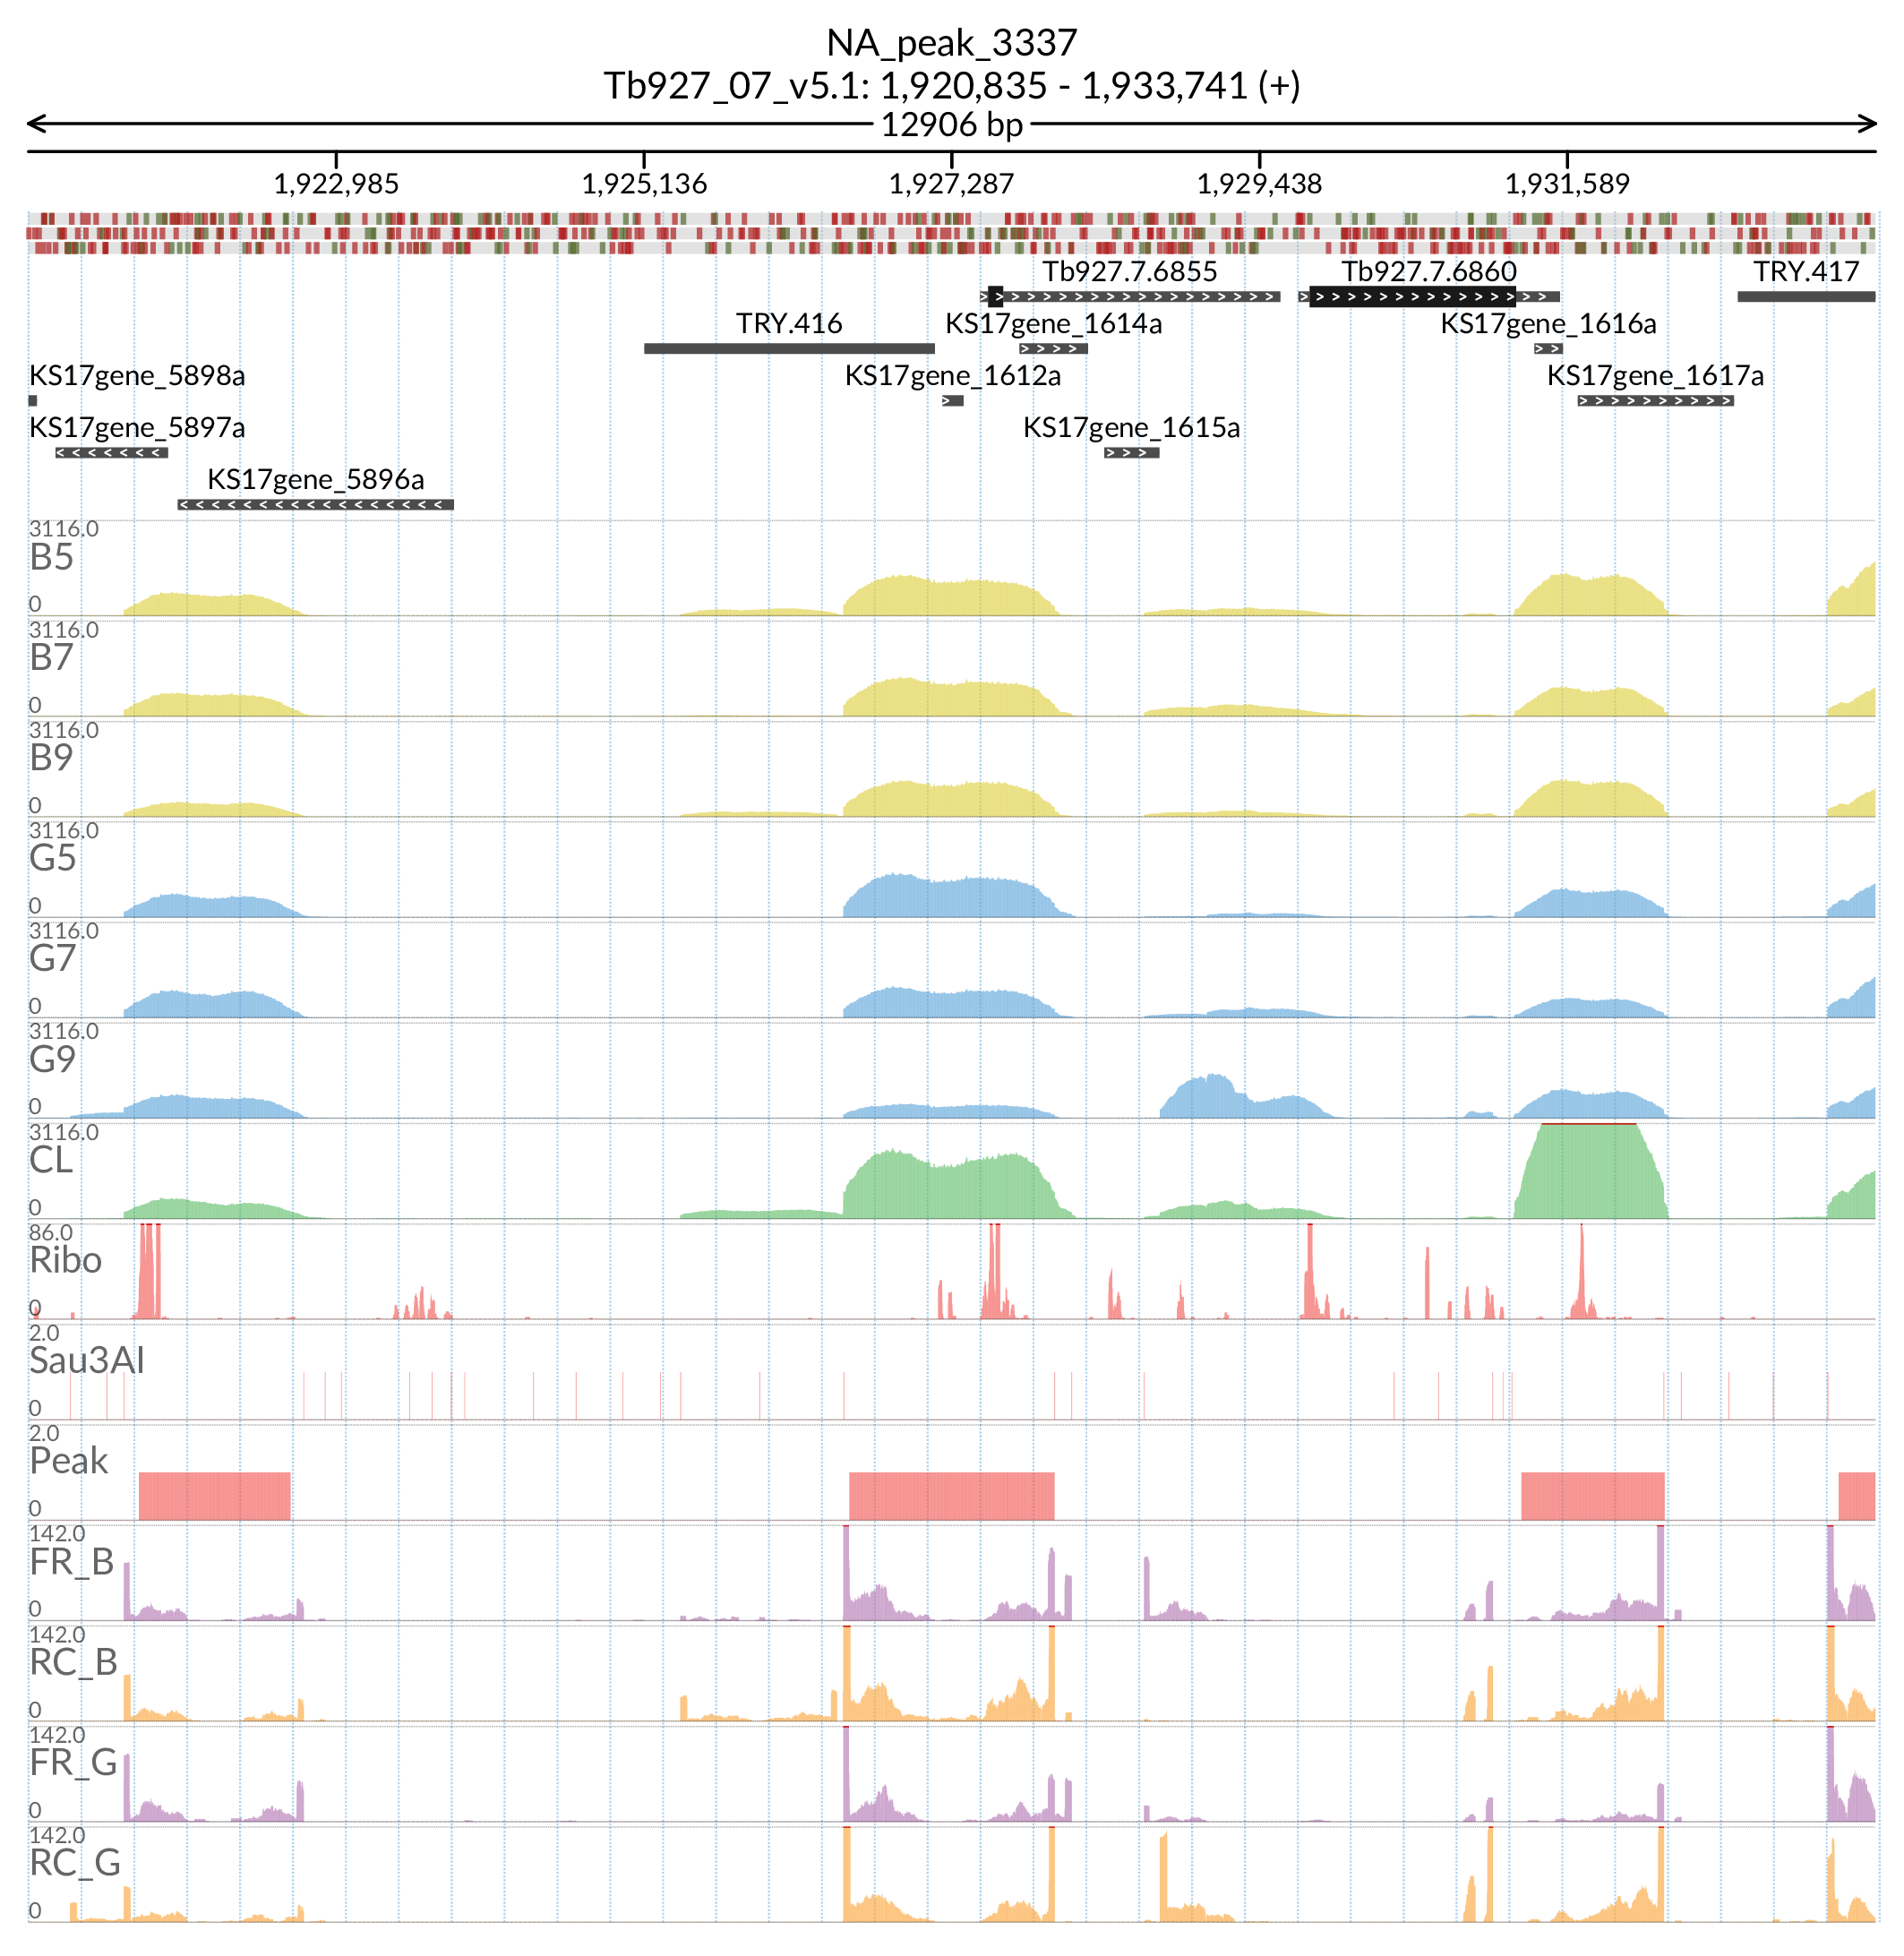 NA_peak_3337
Tb927_07_v5.1: 1,920,835 - 1,933,741 (+)
12906 bp
1,922,985 1,925,136 1,927,287 1,929,438 1,931,589
Tb927.7.6855 Tb927.7.6860 TRY.417
TRY.416 KS17gene_1614a KS17gene_1616a
KS17gene_5898a KS17gene_1612a KS17gene_1617a
KS17gene_5897a KS17gene_1615a
KS17gene_5896a
3116.0
B5
0
3116.0
B7
0
3116.0
B9
0
3116.0
G5
0
3116.0
G7
0
3116.0
G9
0
3116.0
CL
0
86.0
Ribo
0
2.0
Sau3AI
0
2.0
Peak
0
142.0
FR_B
0
142.0
RC_B
0
142.0
FR_G
0
142.0
RC_G
0